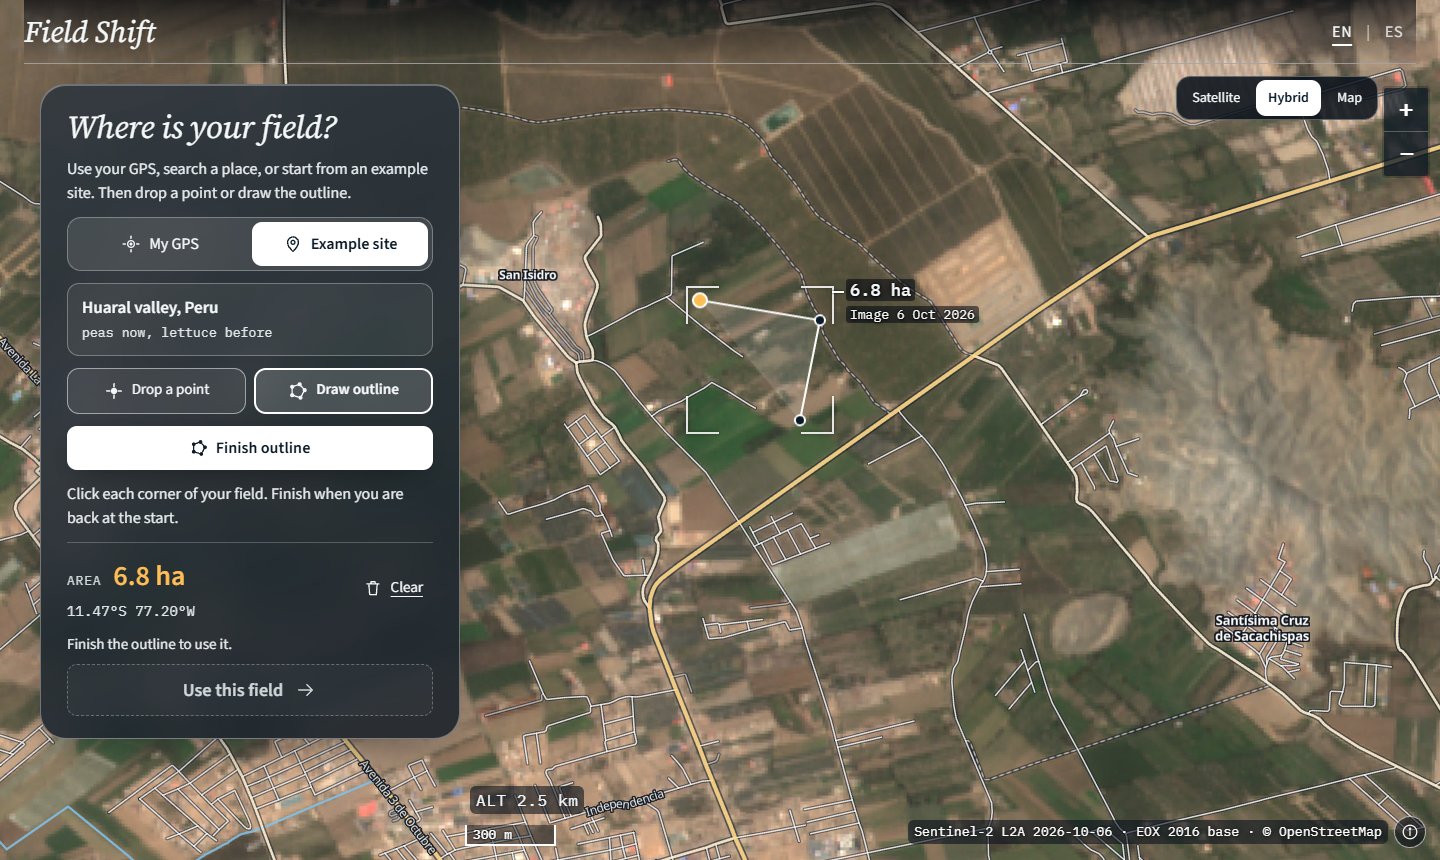 Field Shift
EN | ES
Where is your field?
Use your GPS, search a place, or start from an example
site. Then drop a point or draw the outline.
My GPS
Example site
Huaral valley, Peru
peas now, lettuce before
Drop a point
Draw outline
Finish outline
Click each corner of your field. Finish when you are
back at the start.
AREA 6.8 ha
Clear
11.47°S 77.20°W
Finish the outline to use it.
Use this field →
Satellite
Hybrid
Map
+
−
San Isidro
6.8 ha
Image 6 Oct 2026
Santísima Cruz
de Sacachispas
Avenida 3 de Octubre
Independencia
ALT 2.5 km
300 m
Sentinel-2 L2A 2026-10-06 · EOX 2016 base · © OpenStreetMap